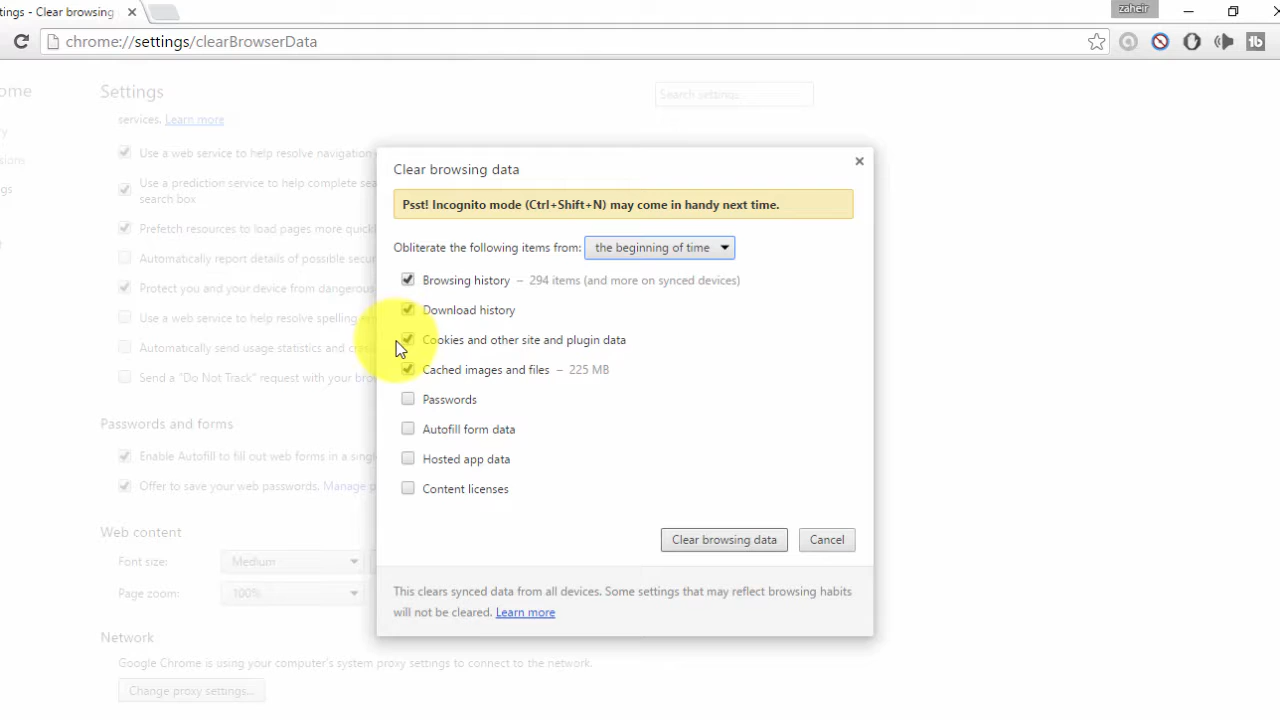 ttings - Clear browsing
zaheir
chrome://settings/clearBrowserData
ome
Settings
Search settings
services. Learn more
Use a web service to help resolve navigation
Use a prediction service to help complete
search box
Prefetch resources to load pages more
Automatically report details of possible
Protect you and your device from dangerous
Use a web service to help resolve spelling
Automatically send usage statistics and
Send a "Do Not Track" request with your
Passwords and forms
Enable Autofill to fill out web forms in a
Offer to save your web passwords. Manage
Web content
Font size: Medium
Page zoom: 100%
Network
Google Chrome is using your computer's system proxy settings to connect to the network.
Change proxy settings...
Clear browsing data
Psst! Incognito mode (Ctrl+Shift+N) may come in handy next time.
Obliterate the following items from: the beginning of time
Browsing history – 294 items (and more on synced devices)
Download history
Cookies and other site and plugin data
Cached images and files – 225 MB
Passwords
Autofill form data
Hosted app data
Content licenses
Clear browsing data Cancel
This clears synced data from all devices. Some settings that may reflect browsing habits
will not be cleared. Learn more